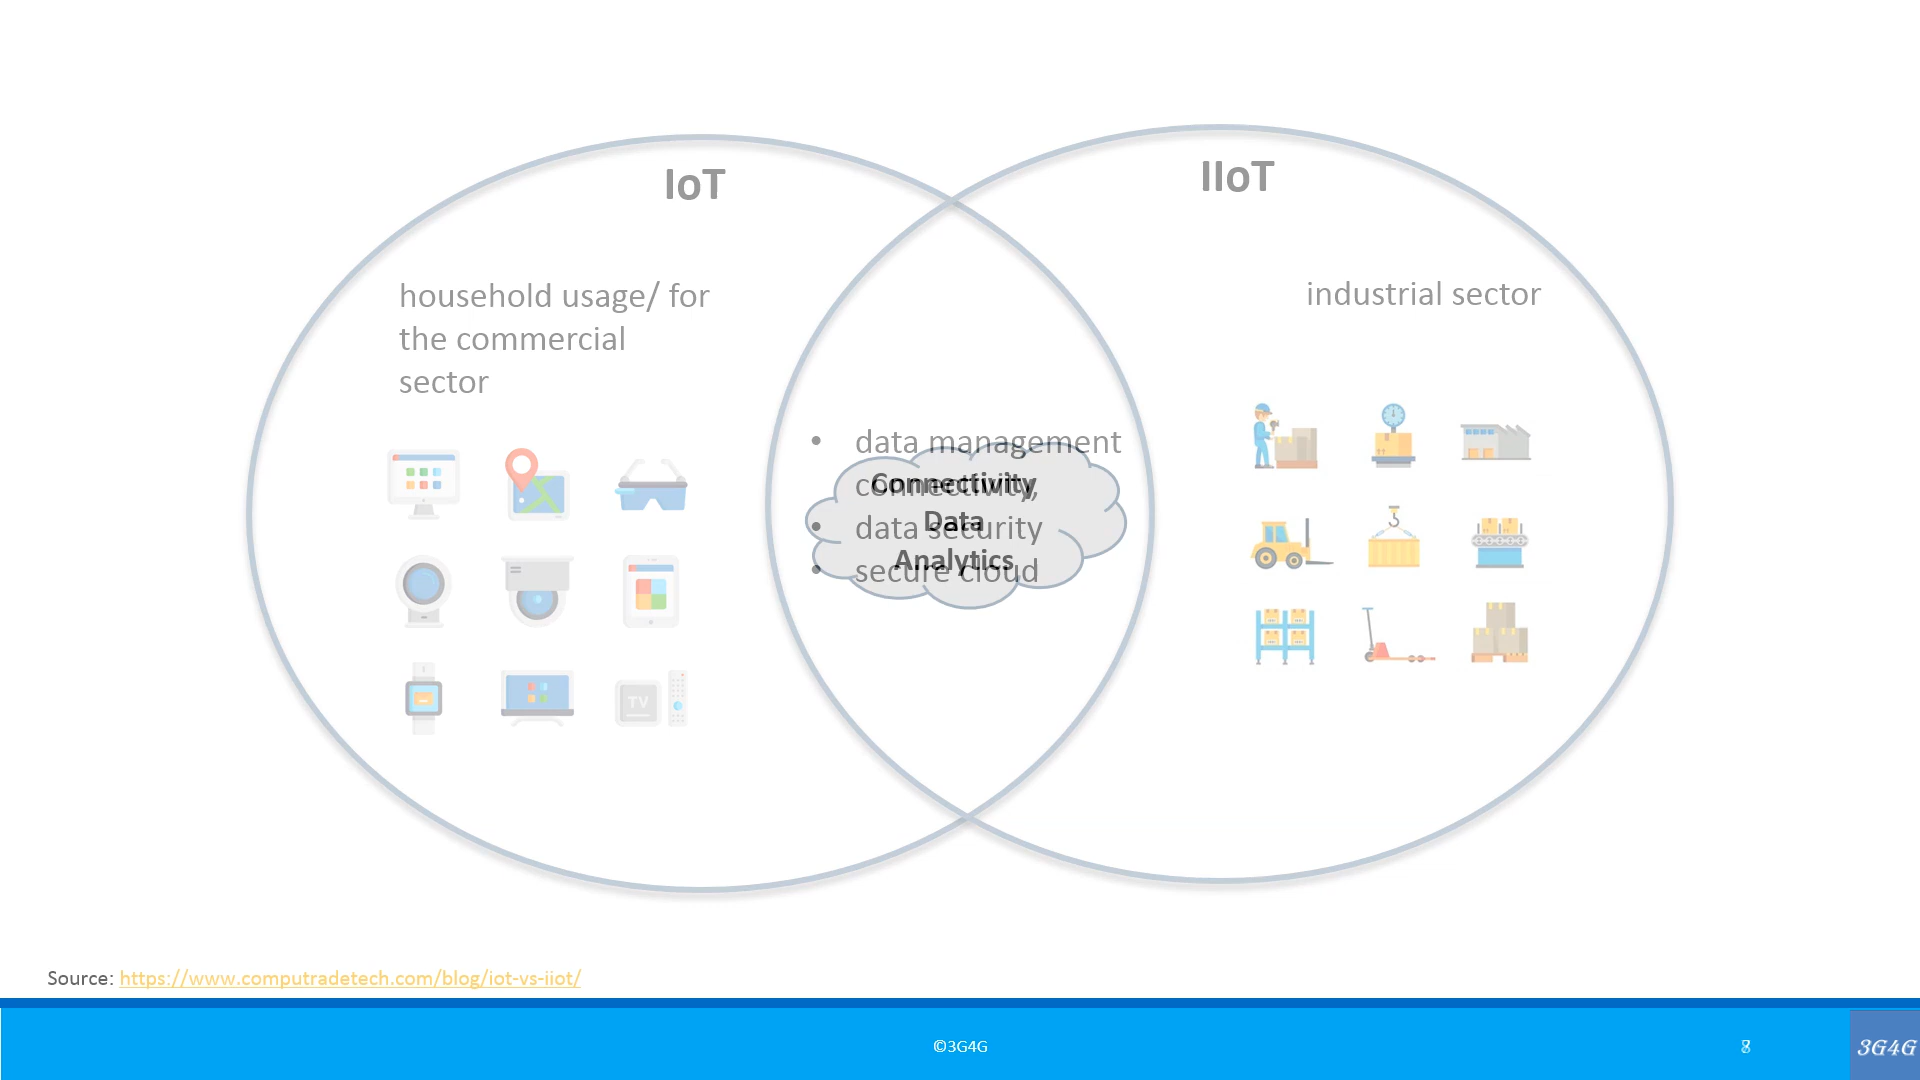 IoT
IIoT
household usage/ for
the commercial
sector
industrial sector
• data management
connectivity,
• data security
• secure cloud
Connectivity
Data
Analytics
TV
Source: https://www.computradetech.com/blog/iot-vs-iiot/
©3G4G
3G4G